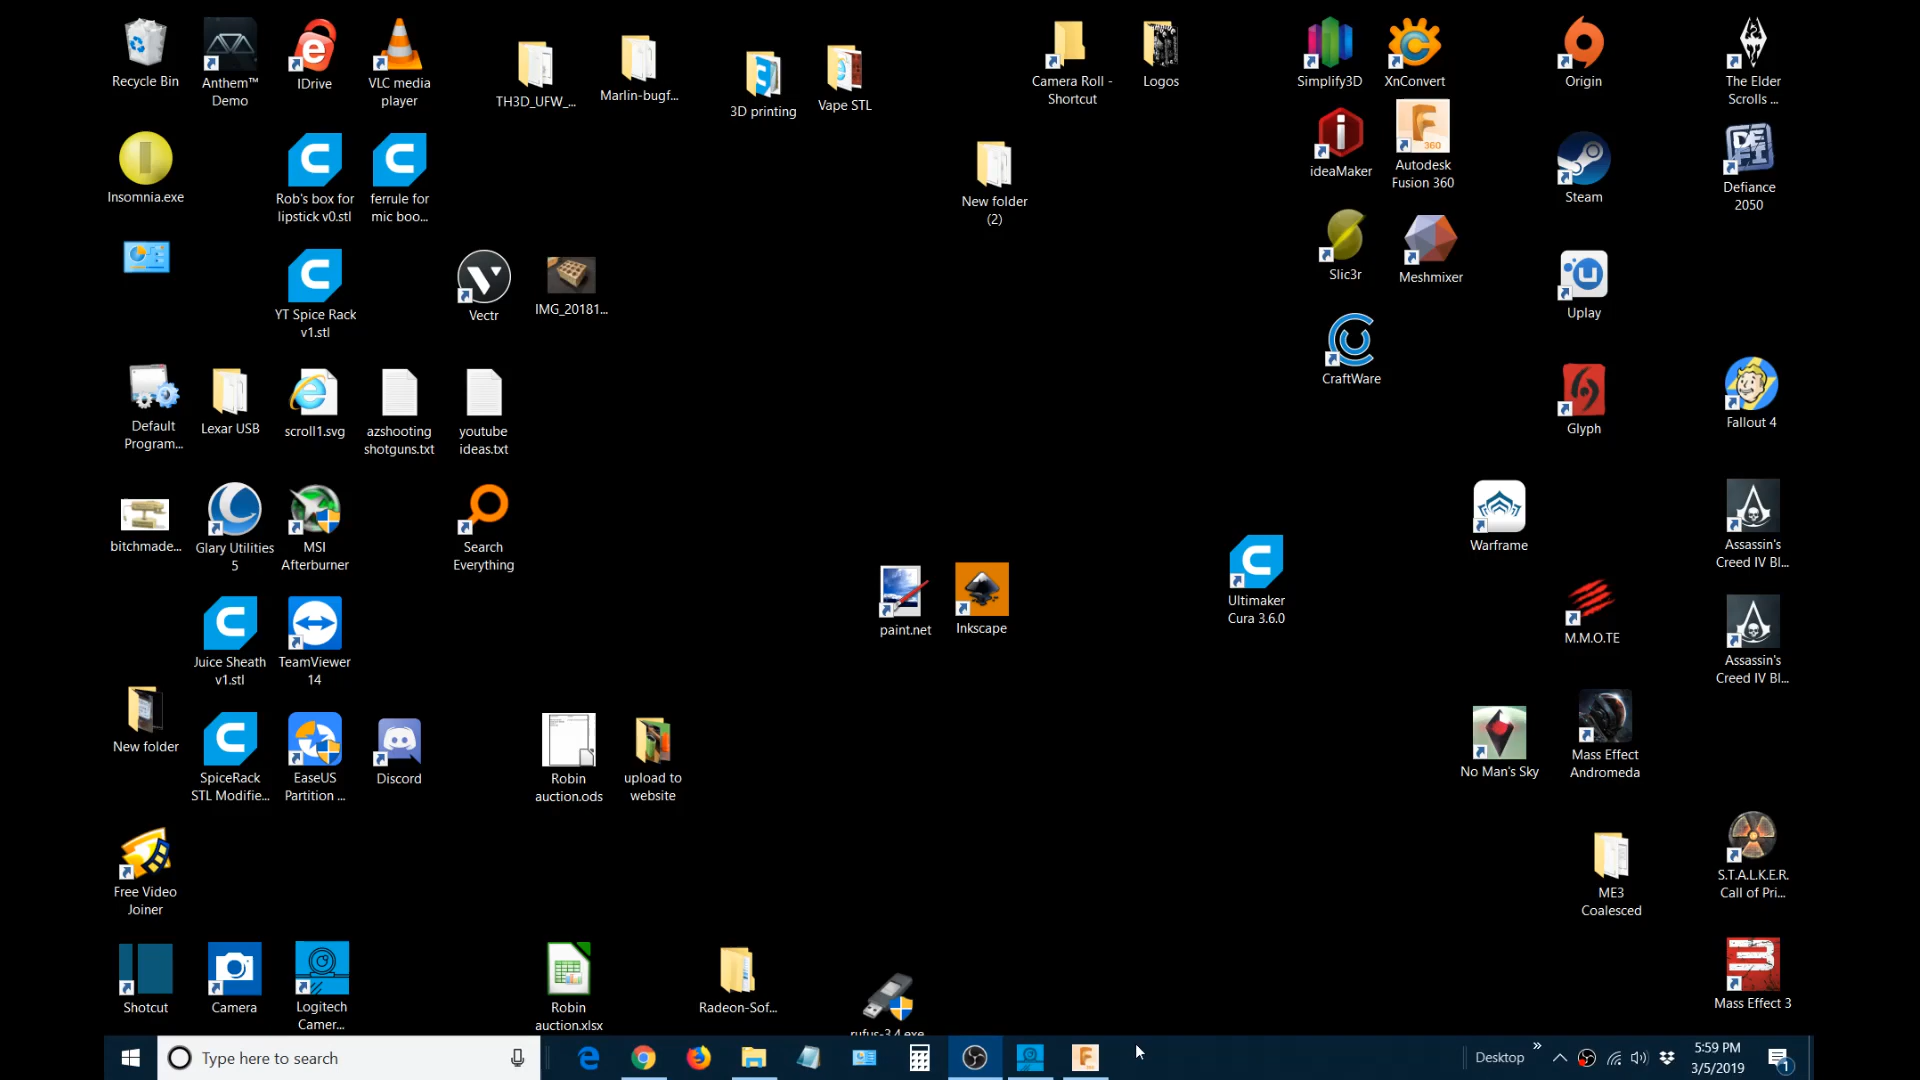 Recycle Bin
Anthem™
Demo
IDrive
VLC media
player
TH3D_UFW_...
Marlin-bugf...
3D printing
Vape STL
Camera Roll -
Shortcut
Logos
Simplify3D
XnConvert
Origin
The Elder
Scrolls ...
Insomnia.exe
Rob's box for
lipstick v0.stl
ferrule for
mic boo...
New folder
(2)
ideaMaker
Autodesk
Fusion 360
Steam
Defiance
2050
YT Spice Rack
v1.stl
Vectr
IMG_20181...
Slic3r
Meshmixer
Uplay
CraftWare
Default
Program...
Lexar USB
scroll1.svg
azshooting
shotguns.txt
youtube
ideas.txt
Glyph
Fallout 4
bitchmade...
Glary Utilities
5
MSI
Afterburner
Search
Everything
Warframe
Assassin's
Creed IV Bl...
paint.net
Inkscape
Ultimaker
Cura 3.6.0
M.M.O.TE
Juice Sheath
v1.stl
TeamViewer
14
Assassin's
Creed IV Bl...
New folder
SpiceRack
STL Modifie...
EaseUS
Partition ...
Discord
Robin
auction.ods
upload to
website
No Man's Sky
Mass Effect
Andromeda
Free Video
Joiner
ME3
Coalesced
S.T.A.L.K.E.R.
Call of Pri...
Shotcut
Camera
Logitech
Camer...
Robin
auction.xlsx
Radeon-Sof...
rufus-3.4.exe
Mass Effect 3
Type here to search
Desktop
5:59 PM
3/5/2019
1